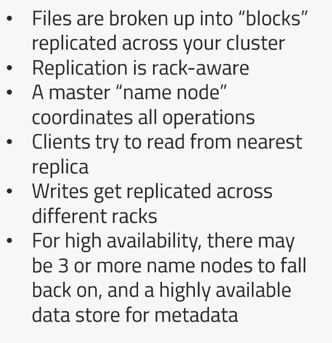 • Files are broken up into “blocks”
replicated across your cluster
• Replication is rack-aware
• A master “name node”
coordinates all operations
• Clients try to read from nearest
replica
• Writes get replicated across
different racks
• For high availability, there may
be 3 or more name nodes to fall
back on, and a highly available
data store for metadata